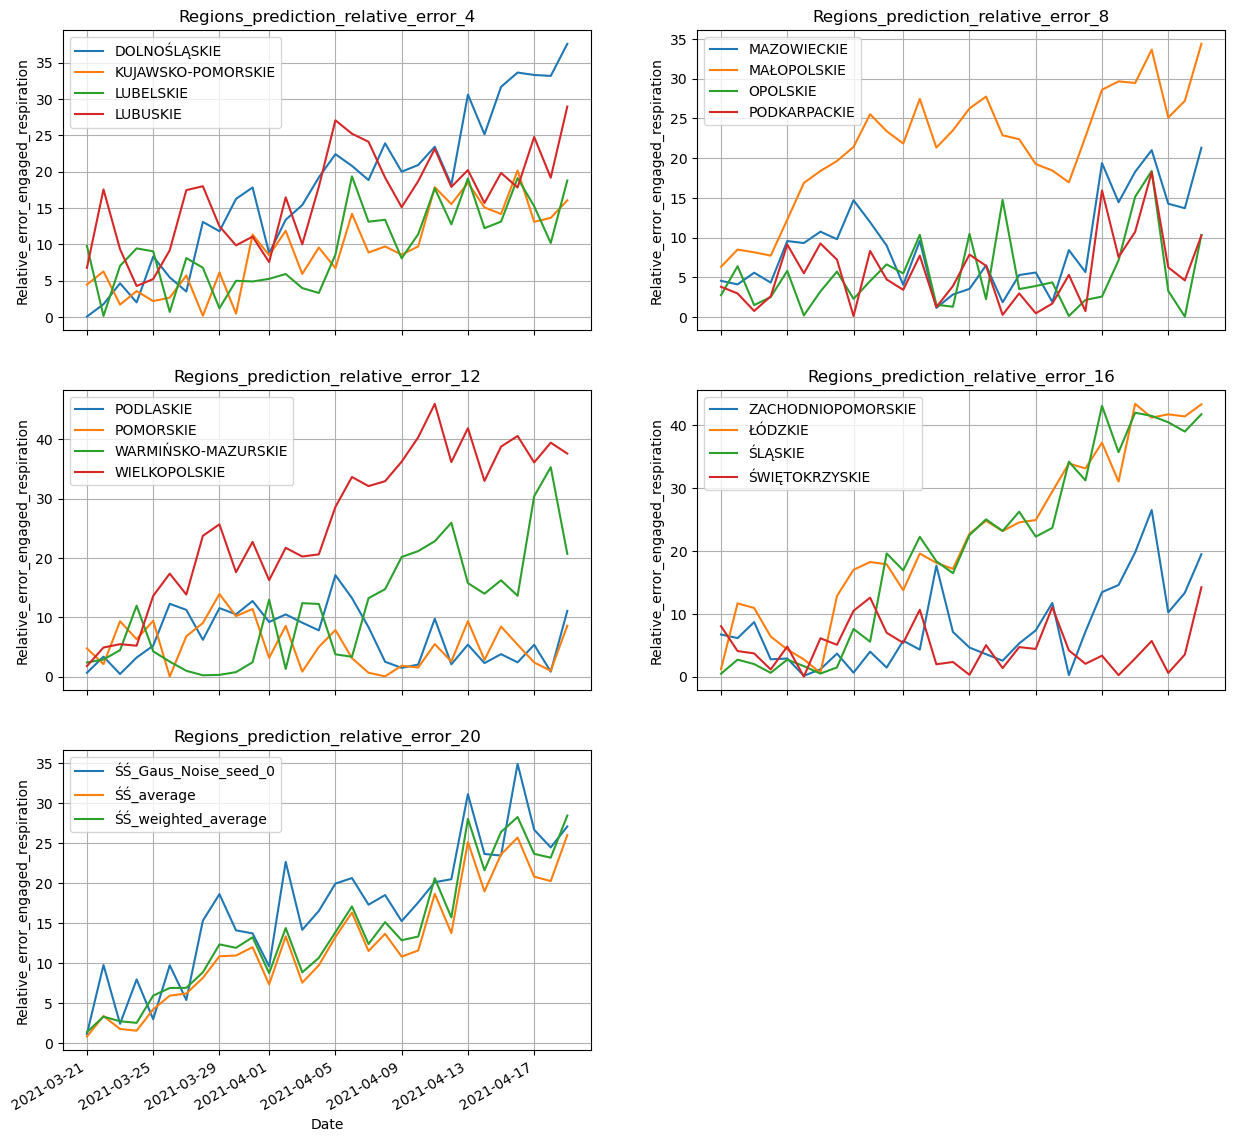 Regions_prediction_relative_error_4
Relative_error_engaged_respiration
35
30
25
20
15
10
5
0
DOLNOŚLĄSKIE
KUJAWSKO-POMORSKIE
LUBELSKIE
LUBUSKIE
Regions_prediction_relative_error_8
Relative_error_engaged_respiration
35
30
25
20
15
10
5
0
MAZOWIECKIE
MAŁOPOLSKIE
OPOLSKIE
PODKARPACKIE
Regions_prediction_relative_error_12
Relative_error_engaged_respiration
40
30
20
10
0
PODLASKIE
POMORSKIE
WARMIŃSKO-MAZURSKIE
WIELKOPOLSKIE
Regions_prediction_relative_error_16
Relative_error_engaged_respiration
40
30
20
10
0
ZACHODNIOPOMORSKIE
ŁÓDZKIE
ŚLĄSKIE
ŚWIĘTOKRZYSKIE
Regions_prediction_relative_error_20
Relative_error_engaged_respiration
35
30
25
20
15
10
5
0
ŚŚ_Gaus_Noise_seed_0
ŚŚ_average
ŚŚ_weighted_average
2021-03-21
2021-03-25
2021-03-29
2021-04-01
2021-04-05
2021-04-09
2021-04-13
2021-04-17
Date